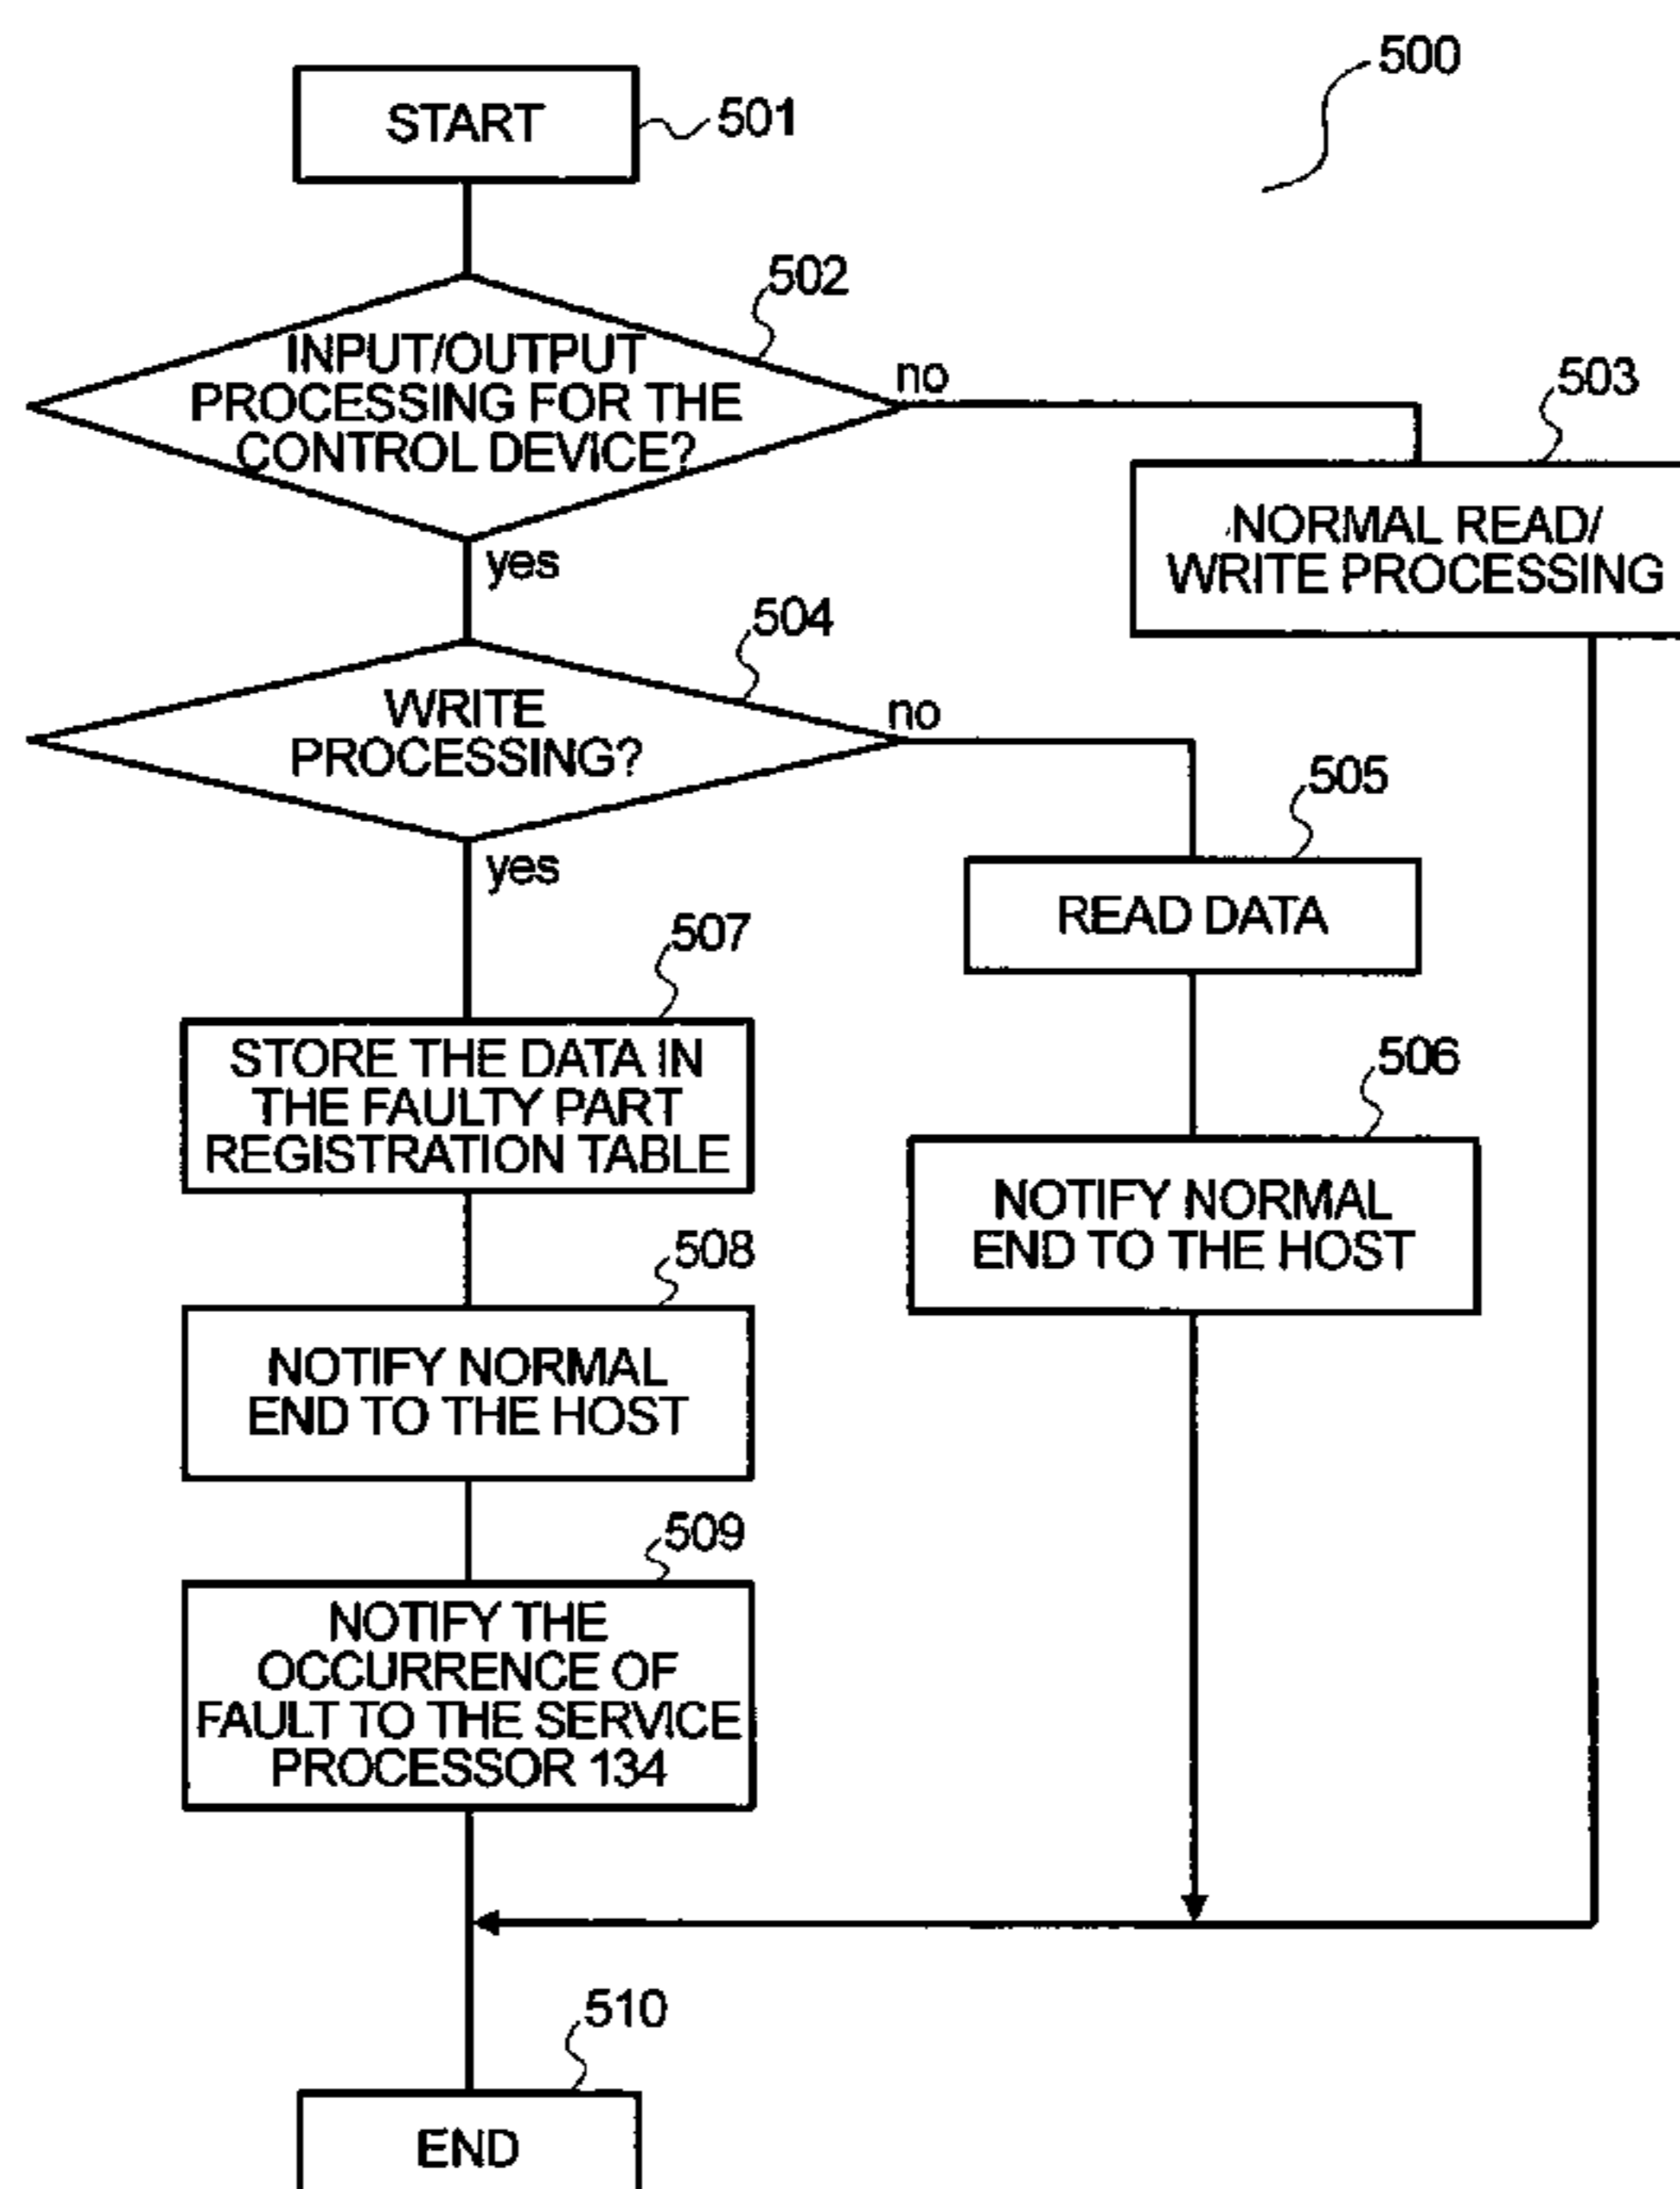 500
START
501
502
INPUT/OUTPUT
PROCESSING FOR THE
CONTROL DEVICE?
no
503
NORMAL READ/
WRITE PROCESSING
yes
504
WRITE
PROCESSING?
no
505
READ DATA
yes
507
STORE THE DATA IN
THE FAULTY PART
REGISTRATION TABLE
506
NOTIFY NORMAL
END TO THE HOST
508
NOTIFY NORMAL
END TO THE HOST
509
NOTIFY THE
OCCURRENCE OF
FAULT TO THE SERVICE
PROCESSOR 134
510
END